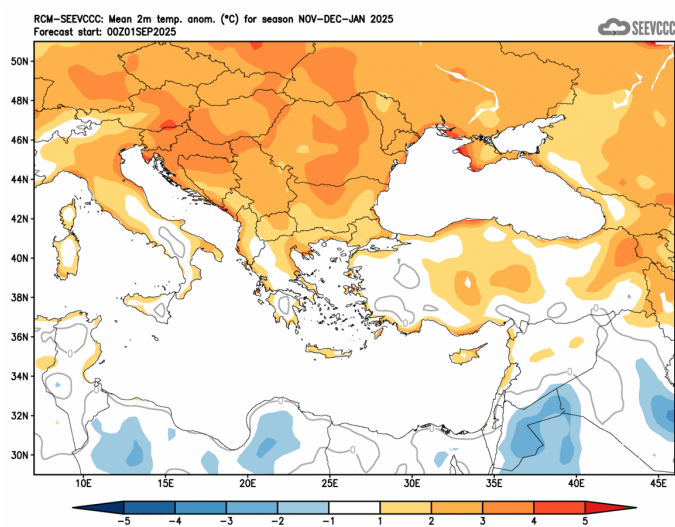 RCM-SEEVCCC: Mean 2m temp. anom. (°C) for season NOV-DEC-JAN 2025
Forecast start: 00Z01SEP2025
SEEVCCC
50N
48N
46N
44N
42N
40N
38N
36N
34N
32N
30N
10E 15E 20E 25E 30E 35E 40E 45E
-5 -4 -3 -2 -1 1 2 3 4 5